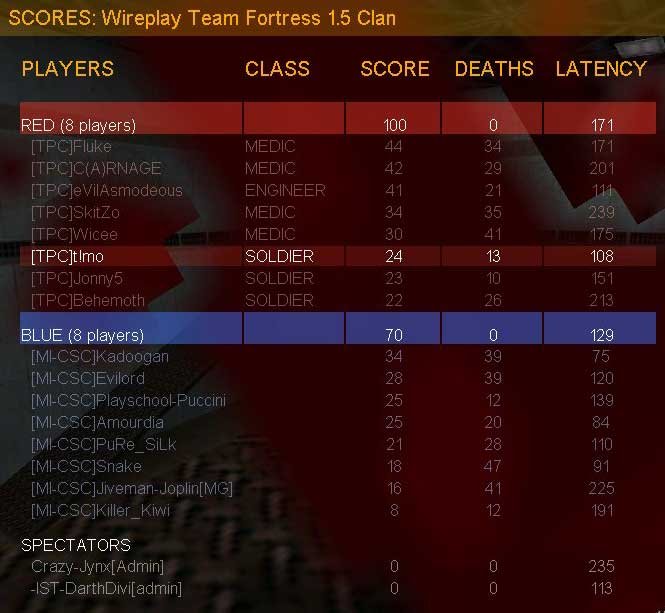 SCORES: Wireplay Team Fortress 1.5 Clan
PLAYERS CLASS SCORE DEATHS LATENCY
RED (8 players) 100 0 171
[TPC]Fluke MEDIC 44 34 171
[TPC]C(A)RNAGE MEDIC 42 29 201
[TPC]eVilAsmodeous ENGINEER 41 21 111
[TPC]SkitZo MEDIC 34 35 239
[TPC]Wicee MEDIC 30 41 175
[TPC]t!mo SOLDIER 24 13 108
[TPC]Jonny5 SOLDIER 23 10 151
[TPC]Behemoth SOLDIER 22 26 213
BLUE (8 players) 70 0 129
[MI-CSC]Kadoogan 34 39 75
[MI-CSC]Evilord 28 39 120
[MI-CSC]Playschool-Puccini 25 12 139
[MI-CSC]Amourdia 25 20 84
[MI-CSC]PuRe_SiLk 21 28 110
[MI-CSC]Snake 18 47 91
[MI-CSC]Jiveman-Joplin[MG] 16 41 225
[MI-CSC]Killer_Kiwi 8 12 191
SPECTATORS
Crazy-Jynx[Admin] 0 0 235
-IST-DarthDivi[admin] 0 0 113